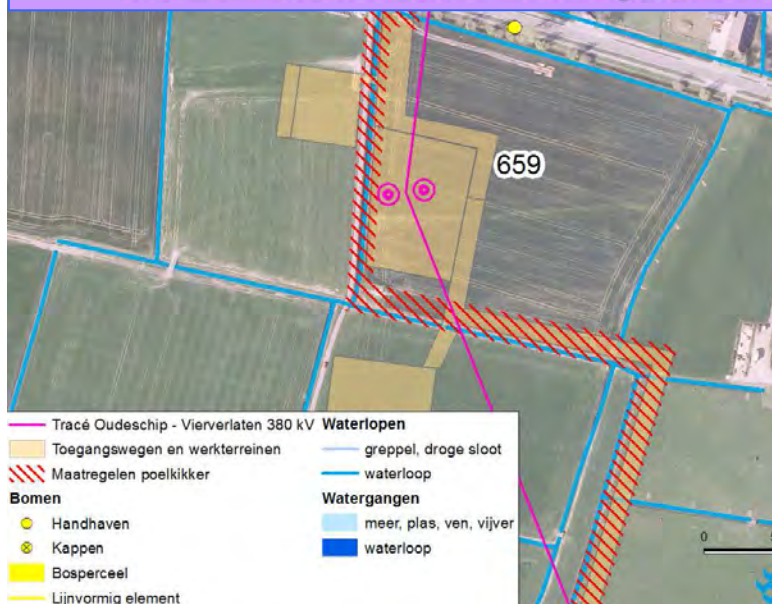 659
Tracé Oudeschip - Vierverlaten 380 kV
Toegangswegen en werkterreinen
Maatregelen poelkikker
Bomen
Handhaven
Kappen
Bosperceel
Lijnvormig element
Waterlopen
greppel, droge sloot
waterloop
Watergangen
meer, plas, ven, vijver
waterloop
0